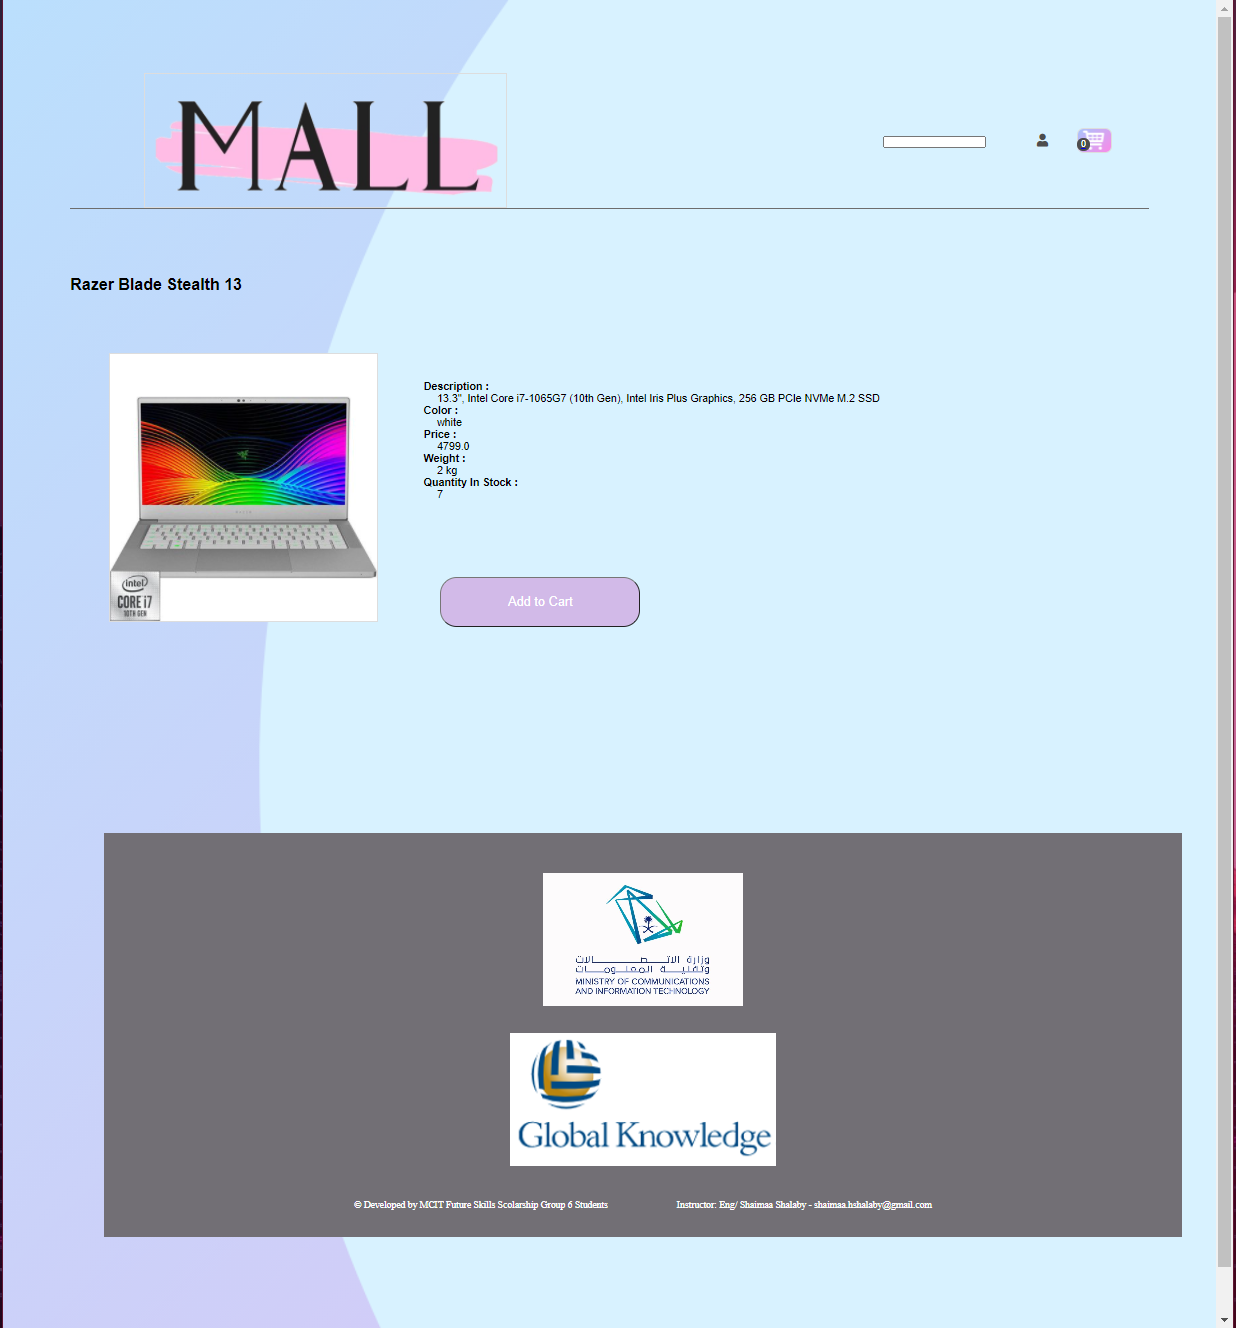 MALL
0
Razer Blade Stealth 13
Description :
13.3", Intel Core i7-1065G7 (10th Gen), Intel Iris Plus Graphics, 256 GB PCIe NVMe M.2 SSD
Color :
white
Price :
4799.0
Weight :
2 kg
Quantity In Stock :
7
intel
CORE i7
10TH GEN
Add to Cart
وزارة الاتصالات
وتقنية المعلومات
MINISTRY OF COMMUNICATIONS
AND INFORMATION TECHNOLOGY
Global Knowledge
© Developed by MCIT Future Skills Scolarship Group 6 Students
Instructor: Eng/ Shaimaa Shalaby - shaimaa.hshalaby@gmail.com